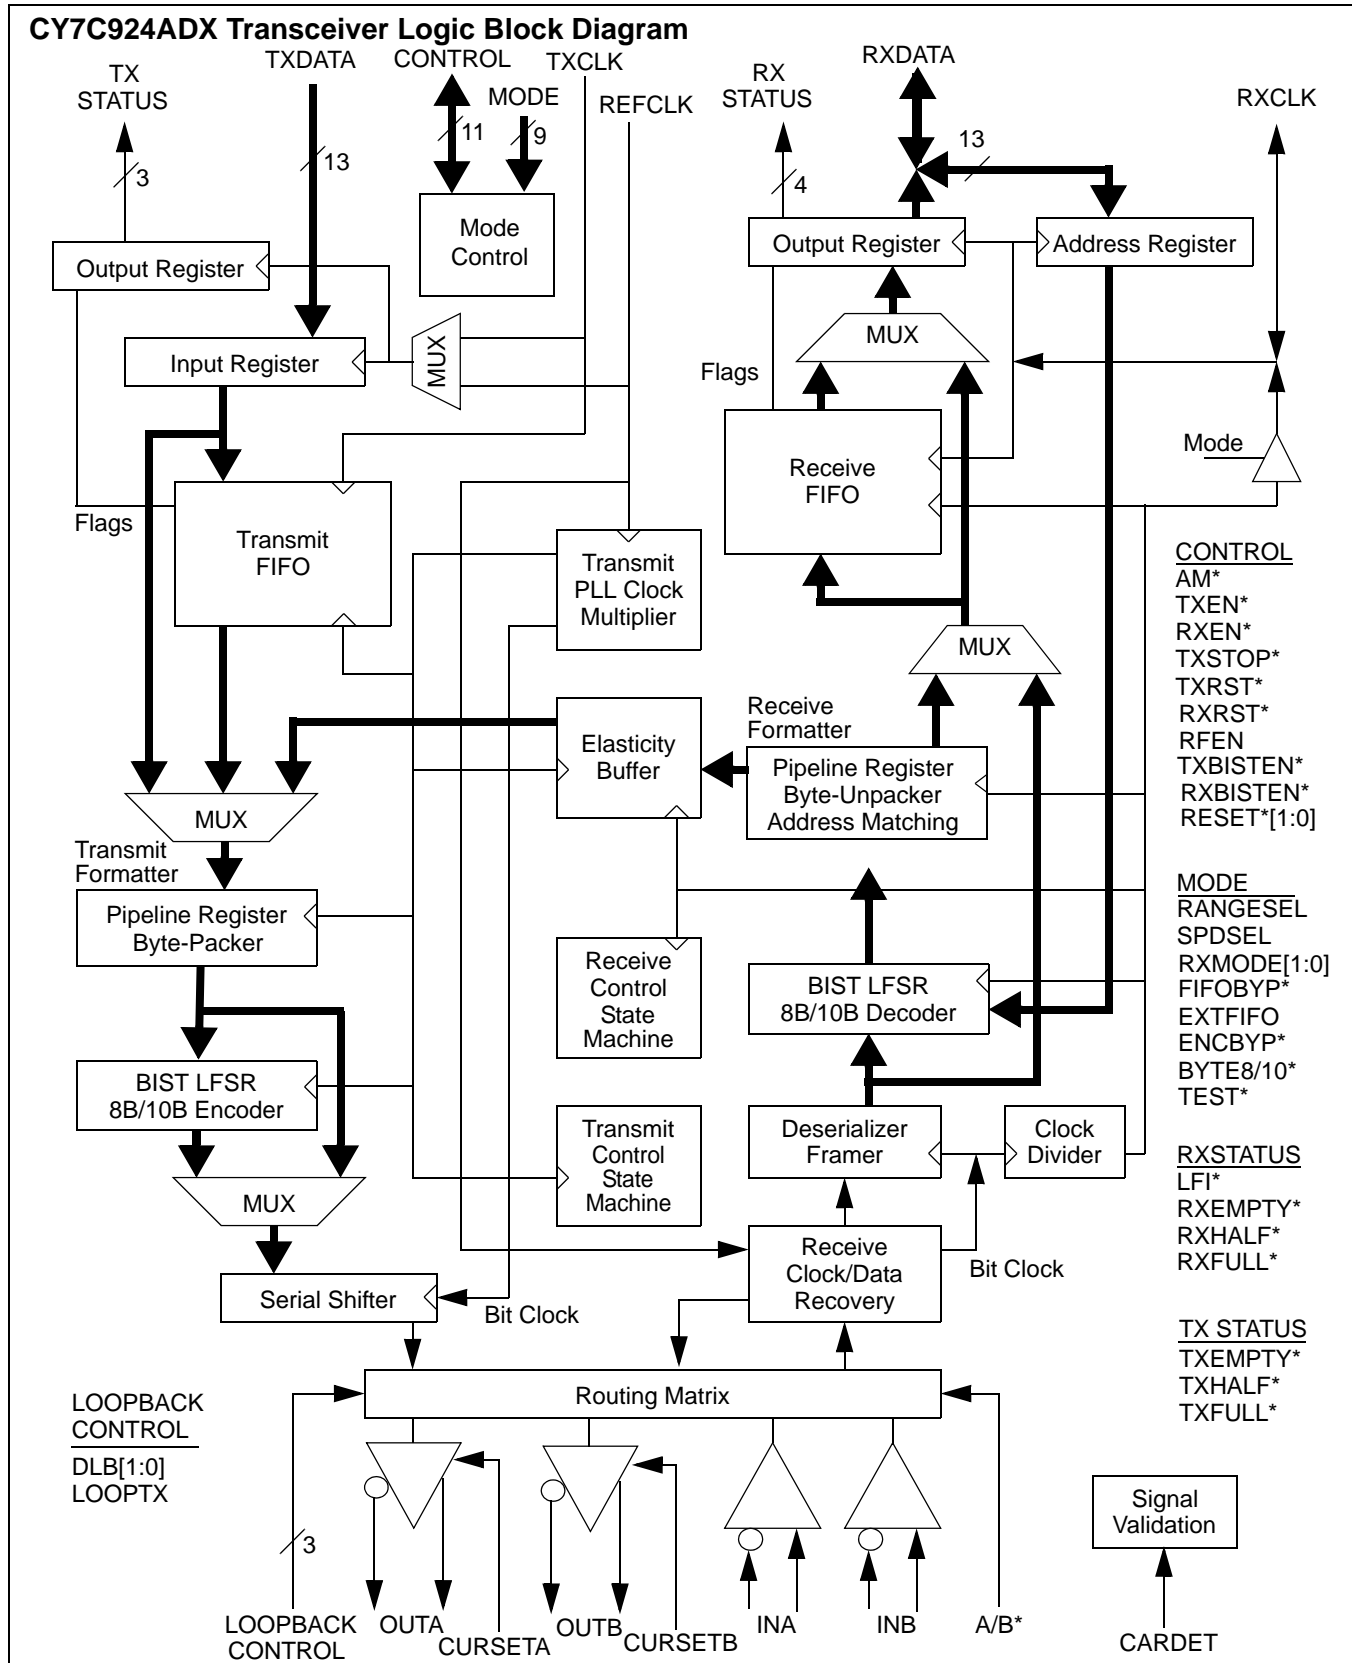 CY7C924ADX Transceiver Logic Block Diagram
TX
STATUS
TXDATA
CONTROL
MODE
TXCLK
REFCLK
RX
STATUS
RXDATA
RXCLK
3
13
11
9
4
13
Mode
Control
Output Register
Output Register
Address Register
Input Register
MUX
MUX
Flags
Mode
Receive
FIFO
Flags
Transmit
FIFO
Transmit
PLL Clock
Multiplier
MUX
Receive
Formatter
Elasticity
Buffer
Pipeline Register
Byte-Unpacker
Address Matching
MUX
Transmit
Formatter
Pipeline Register
Byte-Packer
Receive
Control
State
Machine
BIST LFSR
8B/10B Decoder
BIST LFSR
8B/10B Encoder
Transmit
Control
State
Machine
Deserializer
Framer
Clock
Divider
MUX
Receive
Clock/Data
Recovery
Bit Clock
Serial Shifter
Bit Clock
Routing Matrix
LOOPBACK
CONTROL
DLB[1:0]
LOOPTX
3
LOOPBACK
CONTROL
OUTA
CURSETA
OUTB
CURSETB
INA
INB
A/B*
Signal
Validation
CARDET
CONTROL
AM*
TXEN*
RXEN*
TXSTOP*
TXRST*
RXRST*
RFEN
TXBISTEN*
RXBISTEN*
RESET*[1:0]
MODE
RANGESEL
SPDSEL
RXMODE[1:0]
FIFOBYP*
EXTFIFO
ENCBYP*
BYTE8/10*
TEST*
RXSTATUS
LFI*
RXEMPTY*
RXHALF*
RXFULL*
TX STATUS
TXEMPTY*
TXHALF*
TXFULL*